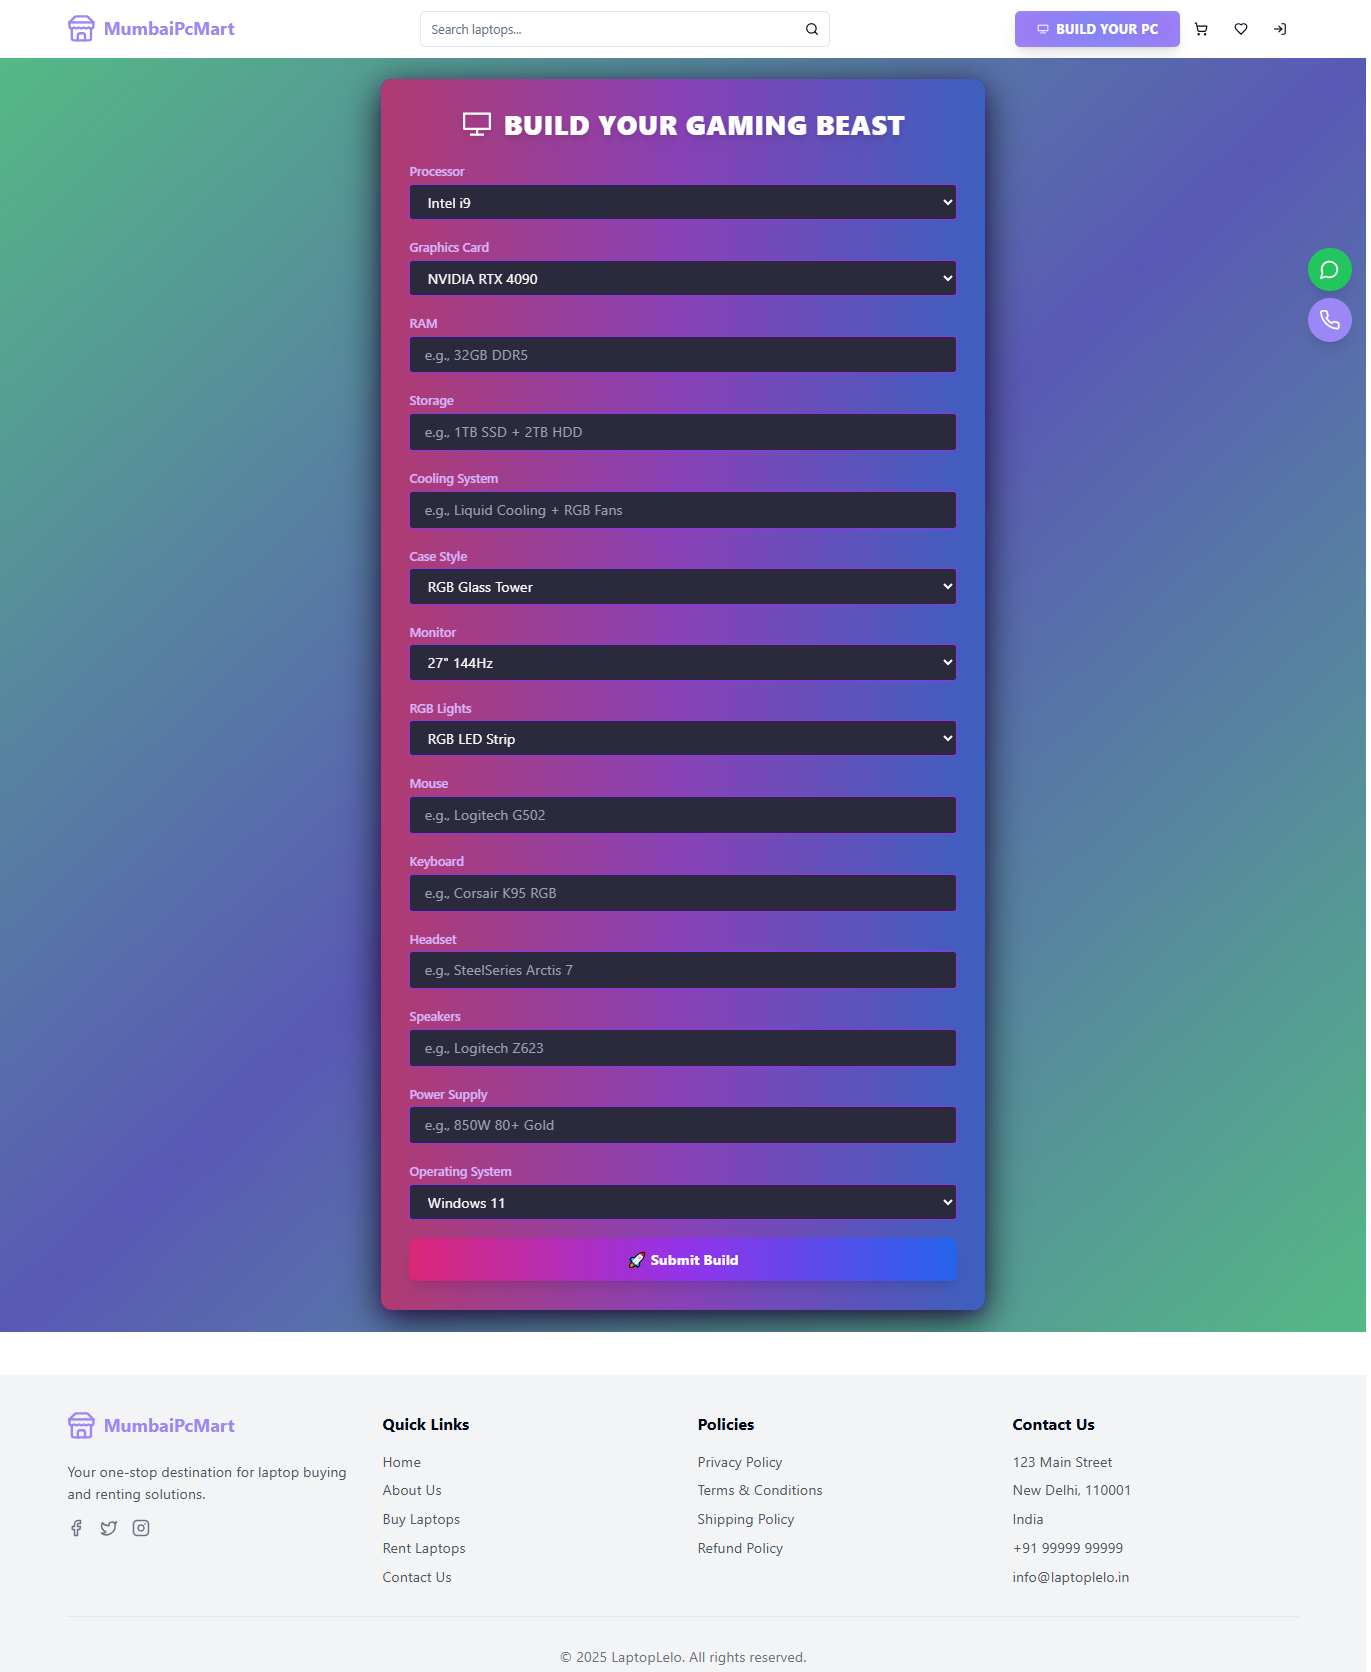 MumbaiPcMart
Search laptops...
BUILD YOUR PC
BUILD YOUR GAMING BEAST
Processor
Intel i9
Graphics Card
NVIDIA RTX 4090
RAM
e.g., 32GB DDR5
Storage
e.g., 1TB SSD + 2TB HDD
Cooling System
e.g., Liquid Cooling + RGB Fans
Case Style
RGB Glass Tower
Monitor
27" 144Hz
RGB Lights
RGB LED Strip
Mouse
e.g., Logitech G502
Keyboard
e.g., Corsair K95 RGB
Headset
e.g., SteelSeries Arctis 7
Speakers
e.g., Logitech Z623
Power Supply
e.g., 850W 80+ Gold
Operating System
Windows 11
🚀 Submit Build
MumbaiPcMart
Your one-stop destination for laptop buying
and renting solutions.
Quick Links
Home
About Us
Buy Laptops
Rent Laptops
Contact Us
Policies
Privacy Policy
Terms & Conditions
Shipping Policy
Refund Policy
Contact Us
123 Main Street
New Delhi, 110001
India
+91 99999 99999
info@laptoplelo.in
© 2025 LaptopLelo. All rights reserved.